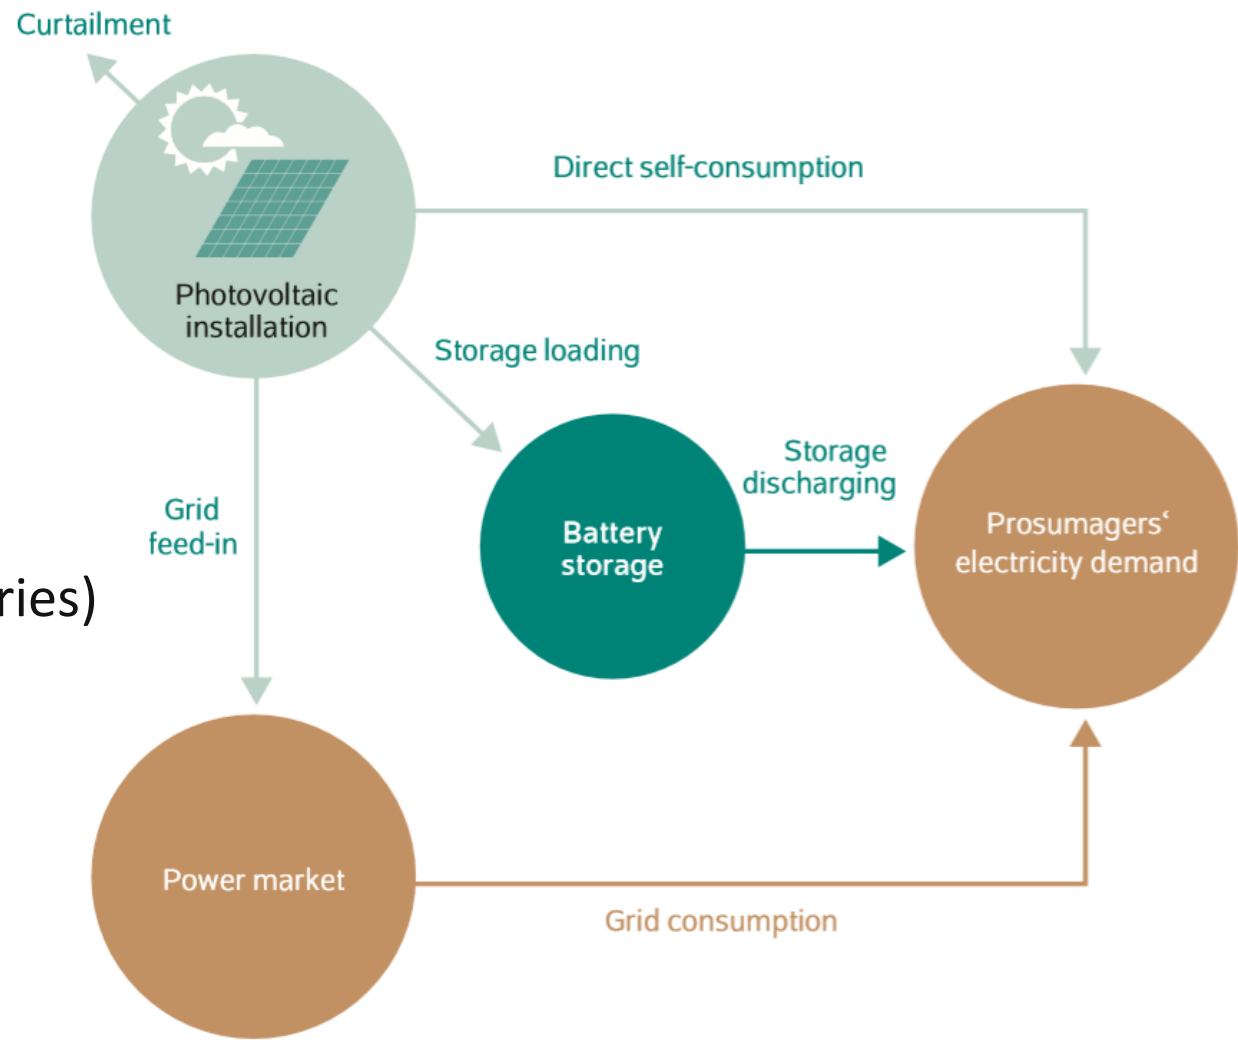 Curtailment
Direct self-consumption
Photovoltaic
installation
Storage loading
Storage
discharging
Grid
feed-in
Battery
storage
Prosumagers‘
electricity demand
ries)
Power market
Grid consumption